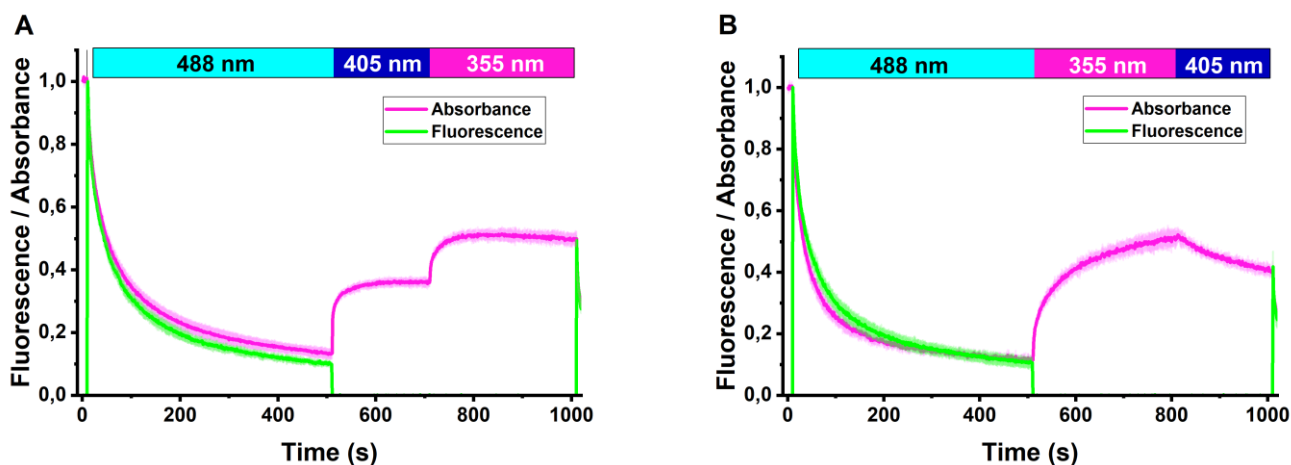 A
488 nm 405 nm 355 nm
Absorbance
Fluorescence
Fluorescence / Absorbance
1,0
0,8
0,6
0,4
0,2
0,0
0 200 400 600 800 1000
Time (s)
B
488 nm 355 nm 405 nm
Absorbance
Fluorescence
Fluorescence / Absorbance
1,0
0,8
0,6
0,4
0,2
0,0
0 200 400 600 800 1000
Time (s)